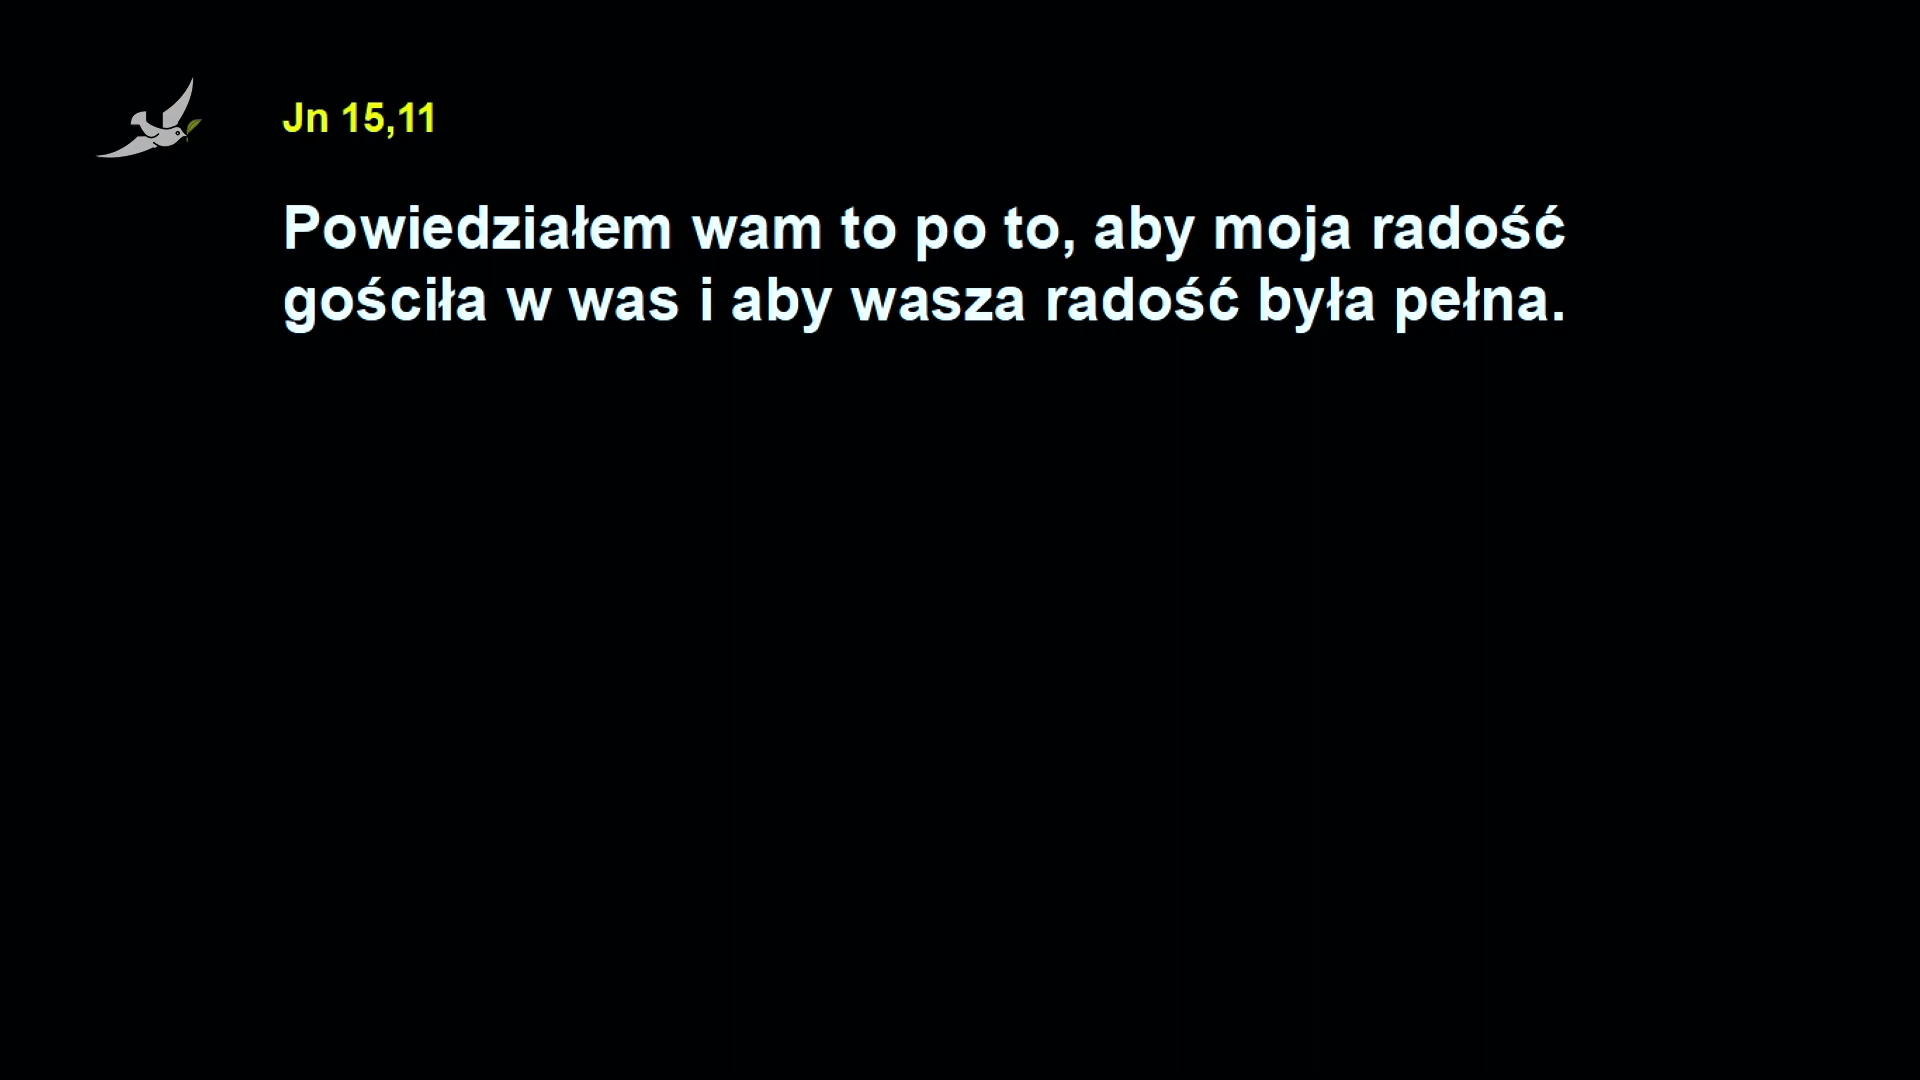 Jn 15,11
Powiedziałem wam to po to, aby moja radość
gościła w was i aby wasza radość była pełna.